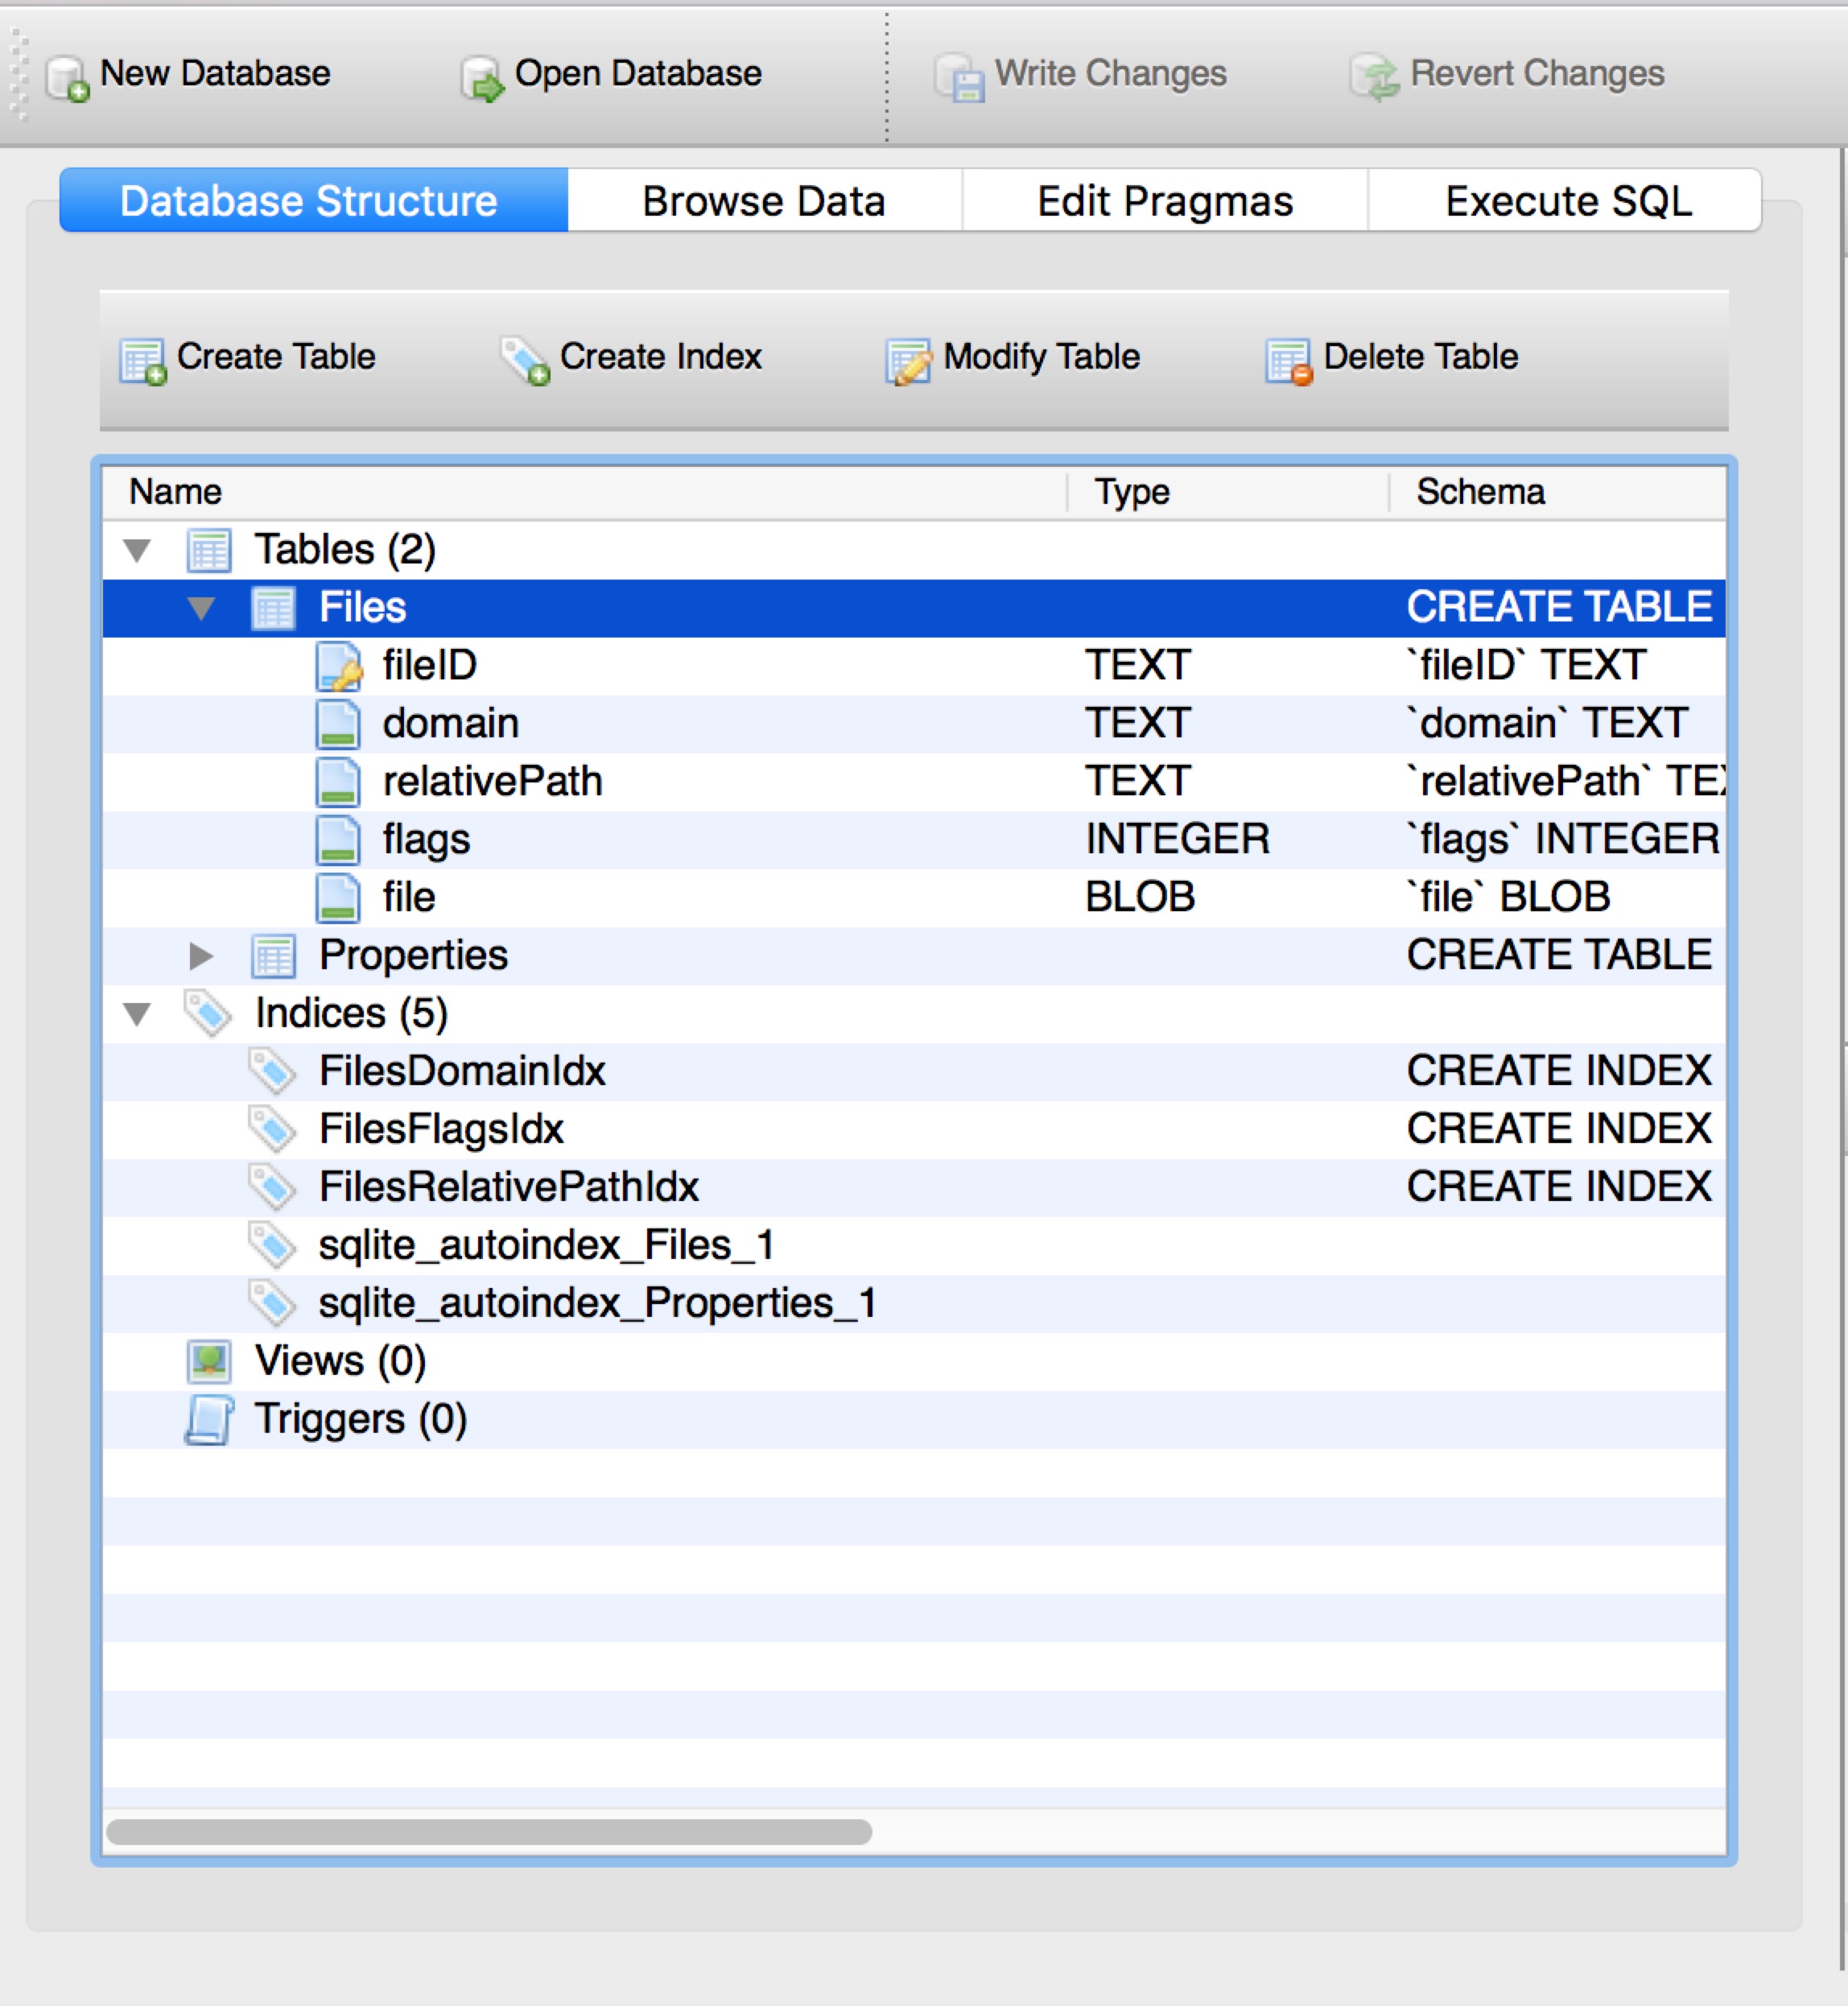 New Database Open Database Write Changes Revert Changes
Database Structure Browse Data Edit Pragmas Execute SQL
Create Table Create Index Modify Table Delete Table
Name Type Schema
Tables (2)
Files CREATE TABLE
fileID TEXT `fileID` TEXT
domain TEXT `domain` TEXT
relativePath TEXT `relativePath` TEX
flags INTEGER `flags` INTEGER
file BLOB `file` BLOB
Properties CREATE TABLE
Indices (5)
FilesDomainIdx CREATE INDEX
FilesFlagsIdx CREATE INDEX
FilesRelativePathIdx CREATE INDEX
sqlite_autoindex_Files_1
sqlite_autoindex_Properties_1
Views (0)
Triggers (0)